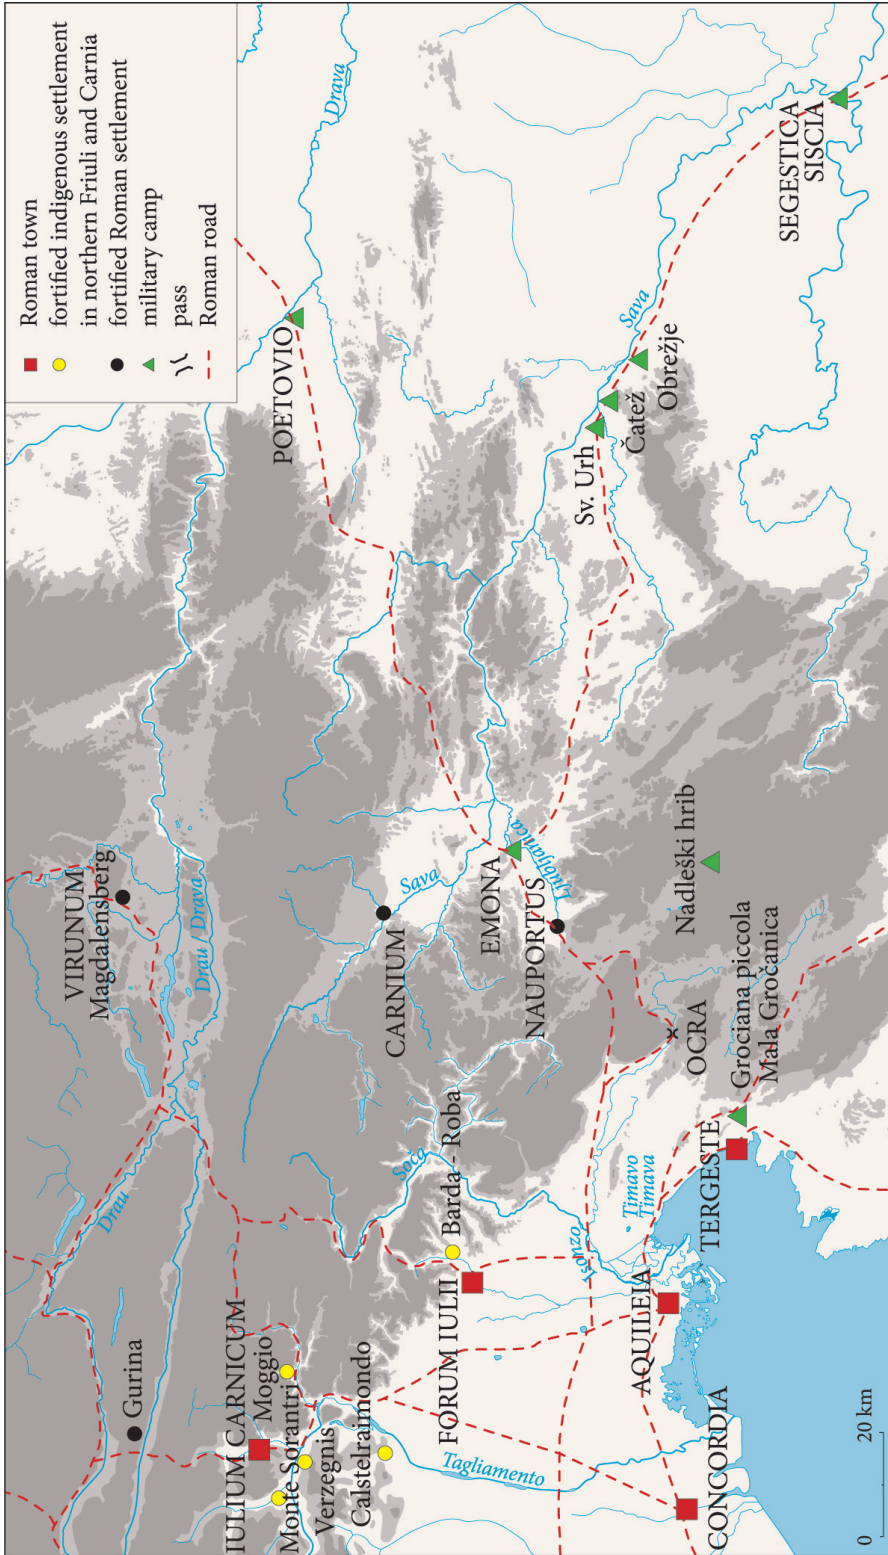 Roman town
fortified indigenous settlement
in northern Friuli and Carnia
fortified Roman settlement
military camp
pass
Roman road
Drava
POETOVIO
SEGESTICA
SISCIA
Sava
Obrežje
Čatež
Sv. Urh
VIRUNUM
Magdalensberg
Drau / Drava
Drau
Gurina
CARNIUM
Sava
EMONA
Ljubljanica
NAUPORTUS
Nadleški hrib
OCRA
Grociana piccola
Mala Gročanica
TERGESTE
Timavo
Timava
Soča
Barda - Roba
Isonzo
FORUM IULII
AQUILEIA
IULIUM CARNICUM
Moggio
Monte Sorantri
Verzegnis
Calstelraimondo
Tagliamento
CONCORDIA
0
20 km